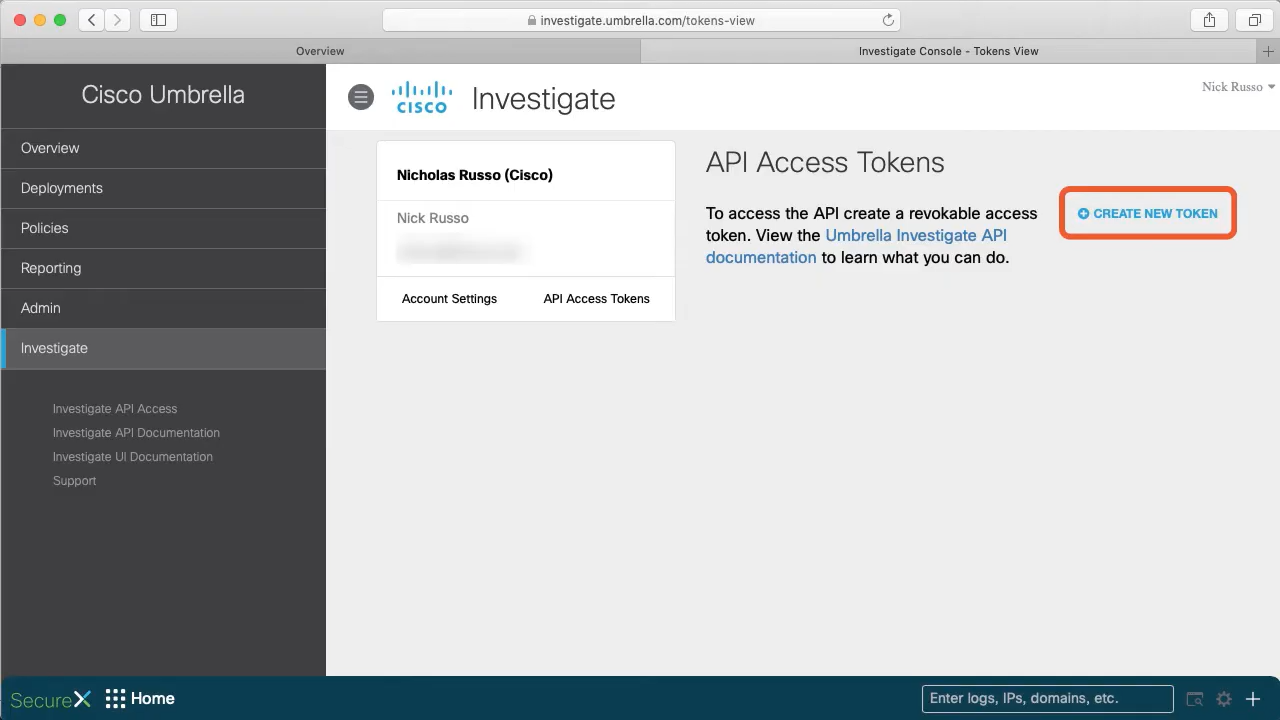 investigate.umbrella.com/tokens-view
Overview
Investigate Console - Tokens View
Cisco Umbrella
Overview
Deployments
Policies
Reporting
Admin
Investigate
Investigate API Access
Investigate API Documentation
Investigate UI Documentation
Support
CISCO
Investigate
Nick Russo
Nicholas Russo (Cisco)
Nick Russo
Account Settings
API Access Tokens
API Access Tokens
To access the API create a revokable access
token. View the Umbrella Investigate API
documentation to learn what you can do.
CREATE NEW TOKEN
SecureX
Home
Enter logs, IPs, domains, etc.